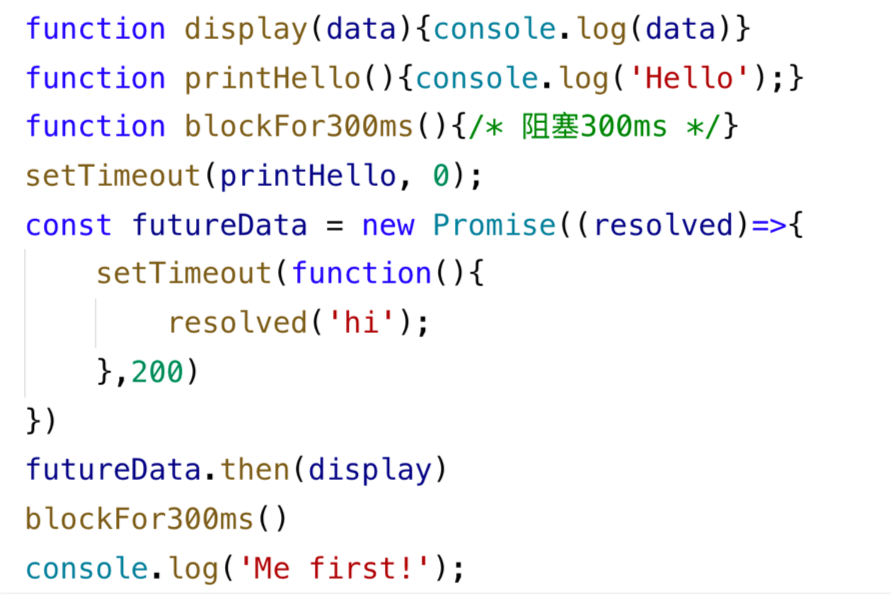 function display(data){console.log(data)}
function printHello(){console.log('Hello');}
function blockFor300ms(){/* 阻塞300ms */}
setTimeout(printHello, 0);
const futureData = new Promise((resolved)=>{
    setTimeout(function(){
        resolved('hi');
    },200)
})
futureData.then(display)
blockFor300ms()
console.log('Me first!');